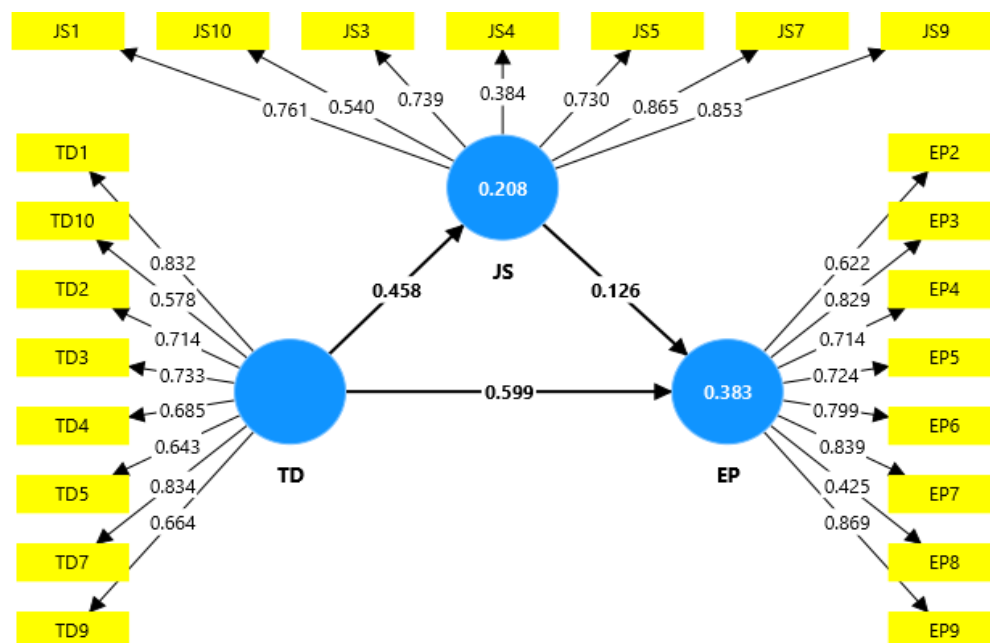 JS1 JS10 JS3 JS4 JS5 JS7 JS9
0.761 0.540 0.739 0.384 0.730 0.865 0.853
TD1
TD10
TD2
TD3
TD4
TD5
TD7
TD9
0.832
0.578
0.714
0.733
0.685
0.643
0.834
0.664
0.208
JS
0.458
0.126
0.599
TD
0.383
EP
0.622
0.829
0.714
0.724
0.799
0.839
0.425
0.869
EP2
EP3
EP4
EP5
EP6
EP7
EP8
EP9